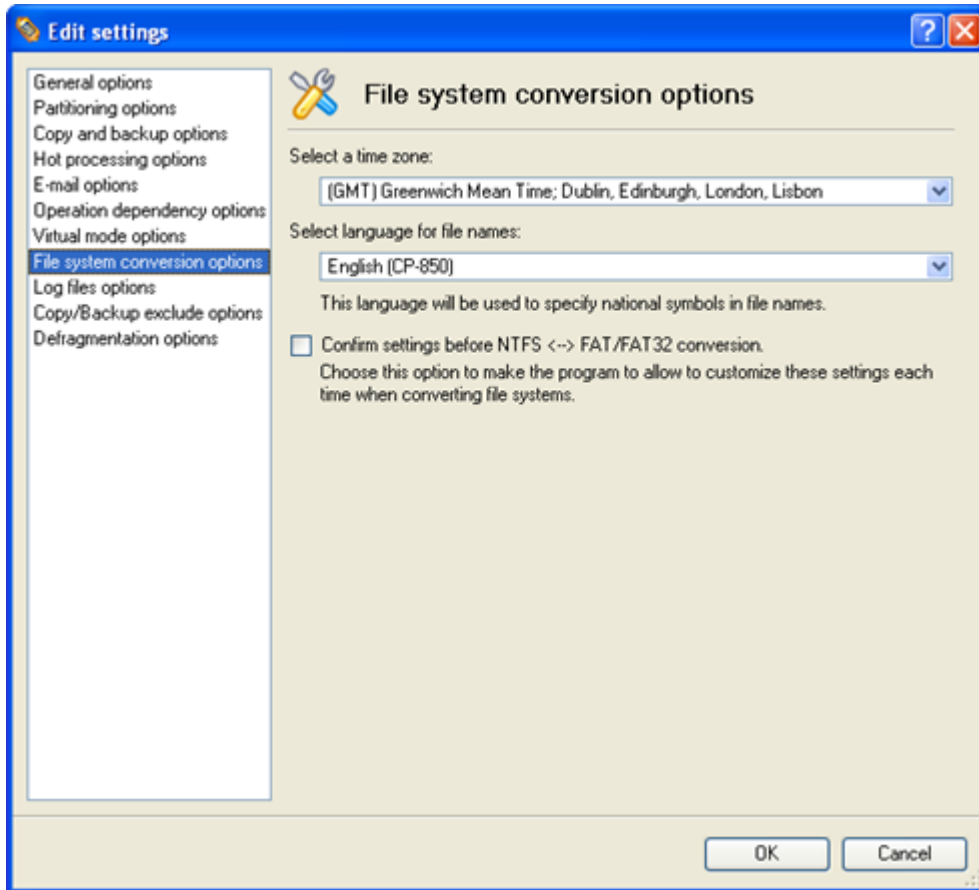 Edit settings
General options
Partitioning options
Copy and backup options
Hot processing options
E-mail options
Operation dependency options
Virtual mode options
File system conversion options
Log files options
Copy/Backup exclude options
Defragmentation options
File system conversion options
Select a time zone:
(GMT) Greenwich Mean Time; Dublin, Edinburgh, London, Lisbon
Select language for file names:
English (CP-850)
This language will be used to specify national symbols in file names.
Confirm settings before NTFS <--> FAT/FAT32 conversion.
Choose this option to make the program to allow to customize these settings each
time when converting file systems.
OK
Cancel